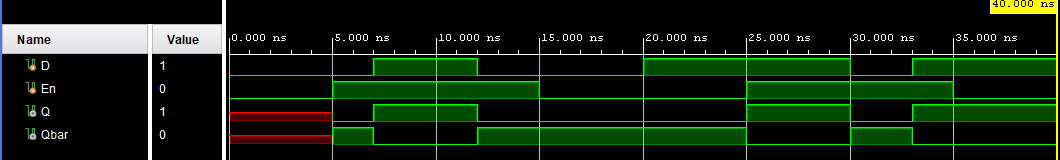 40.000 ns
Name Value 0.000 ns 5.000 ns 10.000 ns 15.000 ns 20.000 ns 25.000 ns 30.000 ns 35.000 ns
D 1
En 0
Q 1
Qbar 0